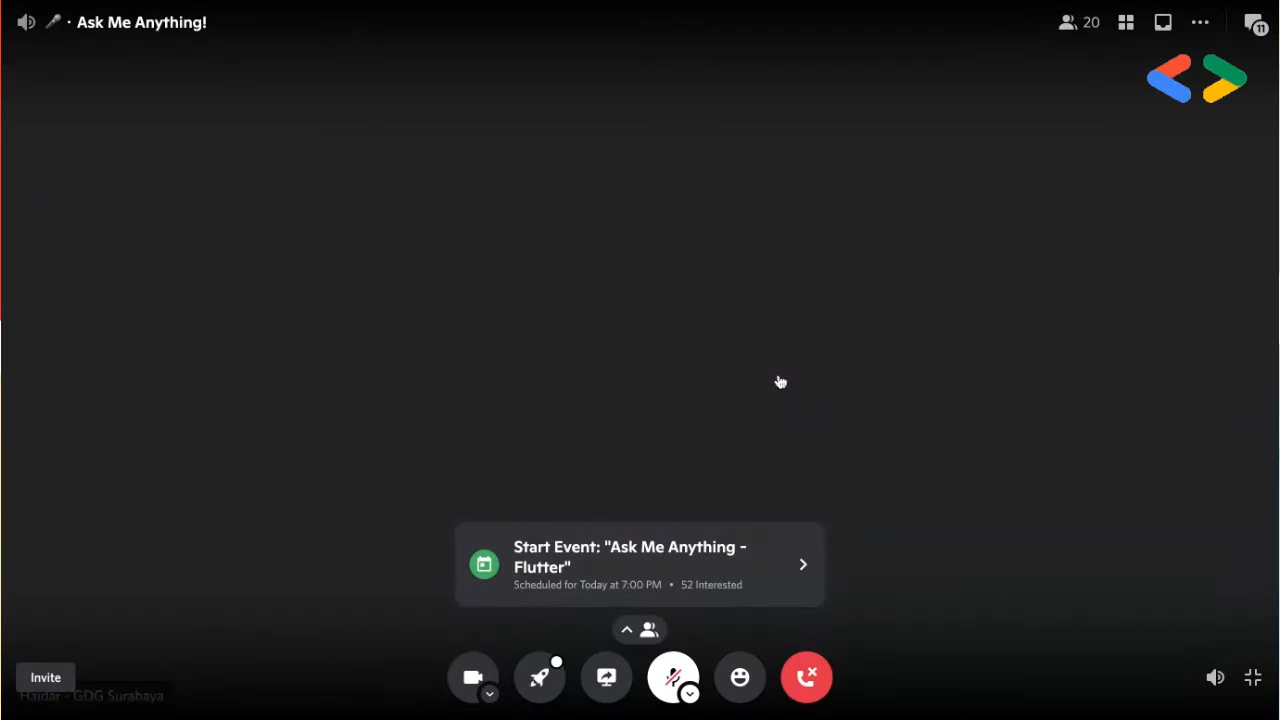 Ask Me Anything!
20
11
Start Event: "Ask Me Anything -
Flutter"
Scheduled for Today at 7:00 PM • 52 Interested
Invite
Haidar - GDG Surabaya